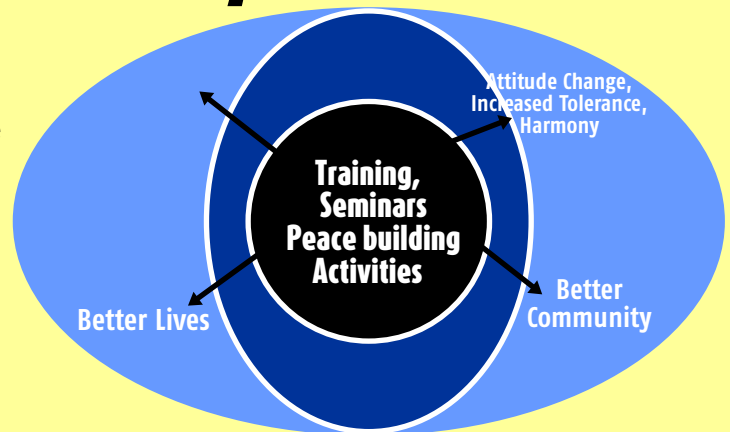 Attitude Change,
Increased Tolerance,
Harmony
Training,
Seminars
Peace building
Activities
Better Lives
Better
Community